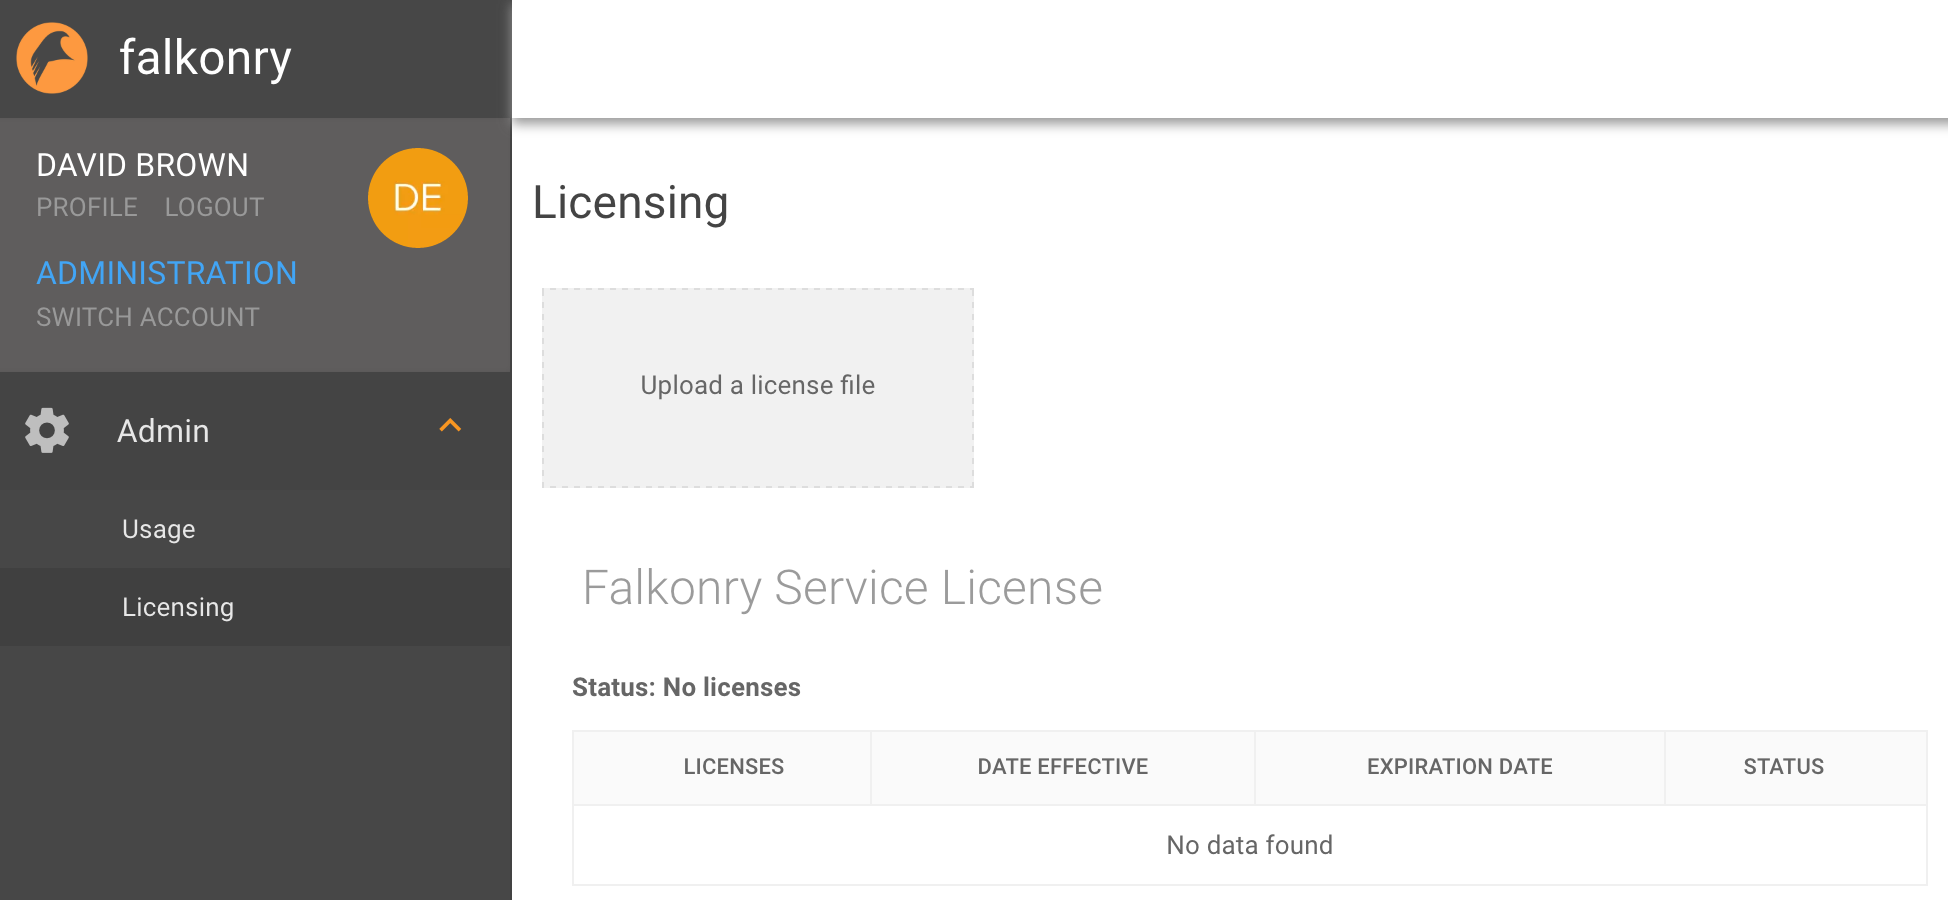 falkonry
DAVID BROWN
PROFILE LOGOUT
DE
ADMINISTRATION
SWITCH ACCOUNT
Admin
Usage
Licensing
Licensing
Upload a license file
Falkonry Service License
Status: No licenses
LICENSES DATE EFFECTIVE EXPIRATION DATE STATUS
No data found